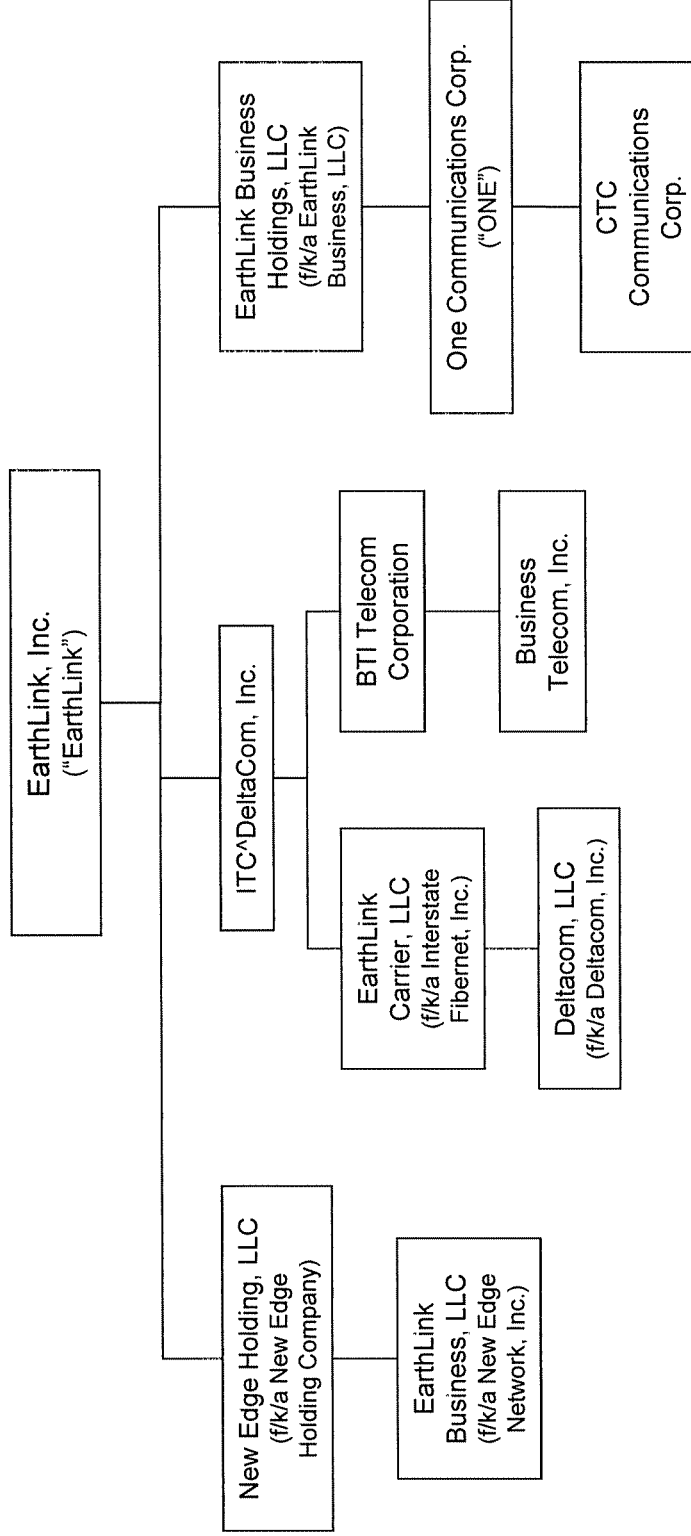 EarthLink, Inc.
(“EarthLink”)
New Edge Holding, LLC
(f/k/a New Edge
Holding Company)
EarthLink
Business, LLC
(f/k/a New Edge
Network, Inc.)
ITC^DeltaCom, Inc.
EarthLink
Carrier, LLC
(f/k/a Interstate
Fibernet, Inc.)
Deltacom, LLC
(f/k/a Deltacom, Inc.)
BTI Telecom
Corporation
Business
Telecom, Inc.
EarthLink Business
Holdings, LLC
(f/k/a EarthLink
Business, LLC)
One Communications Corp.
(“ONE”)
CTC
Communications
Corp.